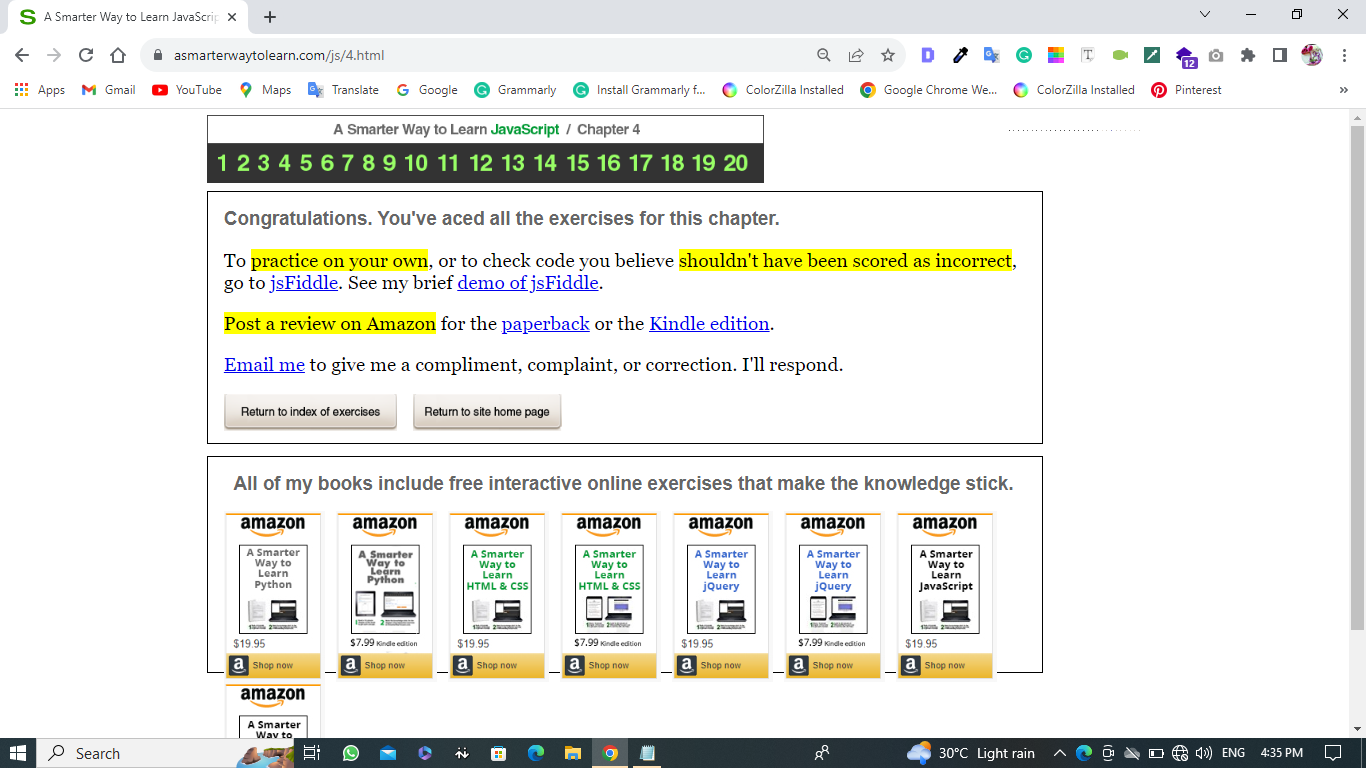 A Smarter Way to Learn JavaScrip
asmarterwaytolearn.com/js/4.html
12
Apps Gmail YouTube Maps Translate Google Grammarly Install Grammarly f... ColorZilla Installed Google Chrome We... ColorZilla Installed Pinterest »
A Smarter Way to Learn JavaScript / Chapter 4
1 2 3 4 5 6 7 8 9 10 11 12 13 14 15 16 17 18 19 20
Congratulations. You've aced all the exercises for this chapter.
To practice on your own, or to check code you believe shouldn't have been scored as incorrect,
go to jsFiddle. See my brief demo of jsFiddle.
Post a review on Amazon for the paperback or the Kindle edition.
Email me to give me a compliment, complaint, or correction. I'll respond.
Return to index of exercises Return to site home page
All of my books include free interactive online exercises that make the knowledge stick.
amazon
A Smarter
Way to
Learn
Python
$19.95
Shop now
amazon
A Smarter
Way to
Learn
Python
$7.99 Kindle edition
Shop now
amazon
A Smarter
Way to
Learn
HTML & CSS
$19.95
Shop now
amazon
A Smarter
Way to
Learn
HTML & CSS
$7.99 Kindle edition
Shop now
amazon
A Smarter
Way to
Learn
jQuery
$19.95
Shop now
amazon
A Smarter
Way to
Learn
jQuery
$7.99 Kindle edition
Shop now
amazon
A Smarter
Way to
Learn
JavaScript
$19.95
Shop now
amazon
A Smarter
Way to
Search
30°C Light rain ENG 4:35 PM